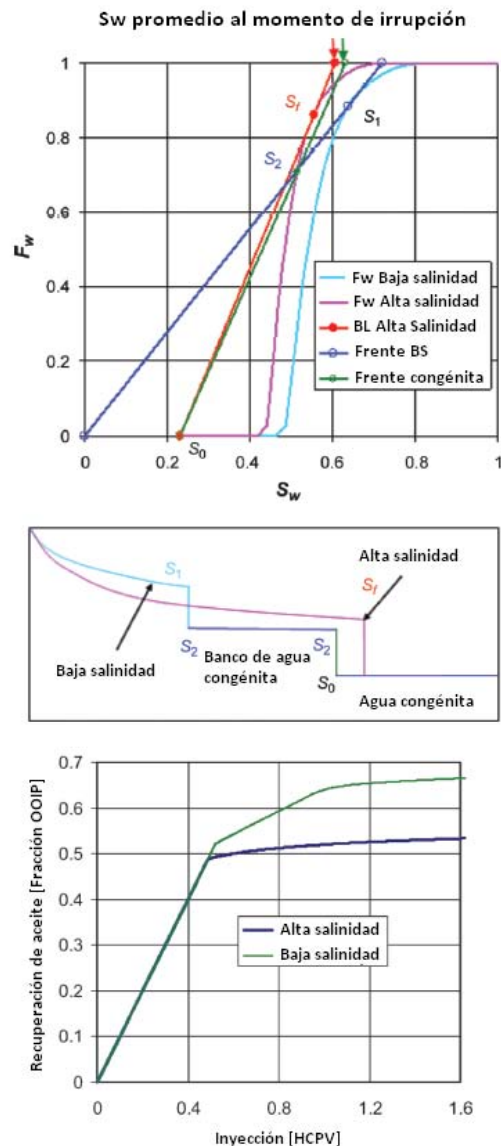 Sw promedio al momento de irrupción
1
0.8
0.6
0.4
0.2
0
Fw
Sf
S1
S2
S0
Fw Baja salinidad
Fw Alta salinidad
BL Alta Salinidad
Frente BS
Frente congénita
0 0.2 0.4 0.6 0.8 1
Sw
S1
Alta salinidad
Sf
Baja salinidad
S2
Banco de agua
congénita
S2
S0
Agua congénita
0.7
0.6
0.5
0.4
0.3
0.2
0.1
0
Recuperación de aceite [Fracción OOIP]
Alta salinidad
Baja salinidad
0 0.4 0.8 1.2 1.6
Inyección [HCPV]